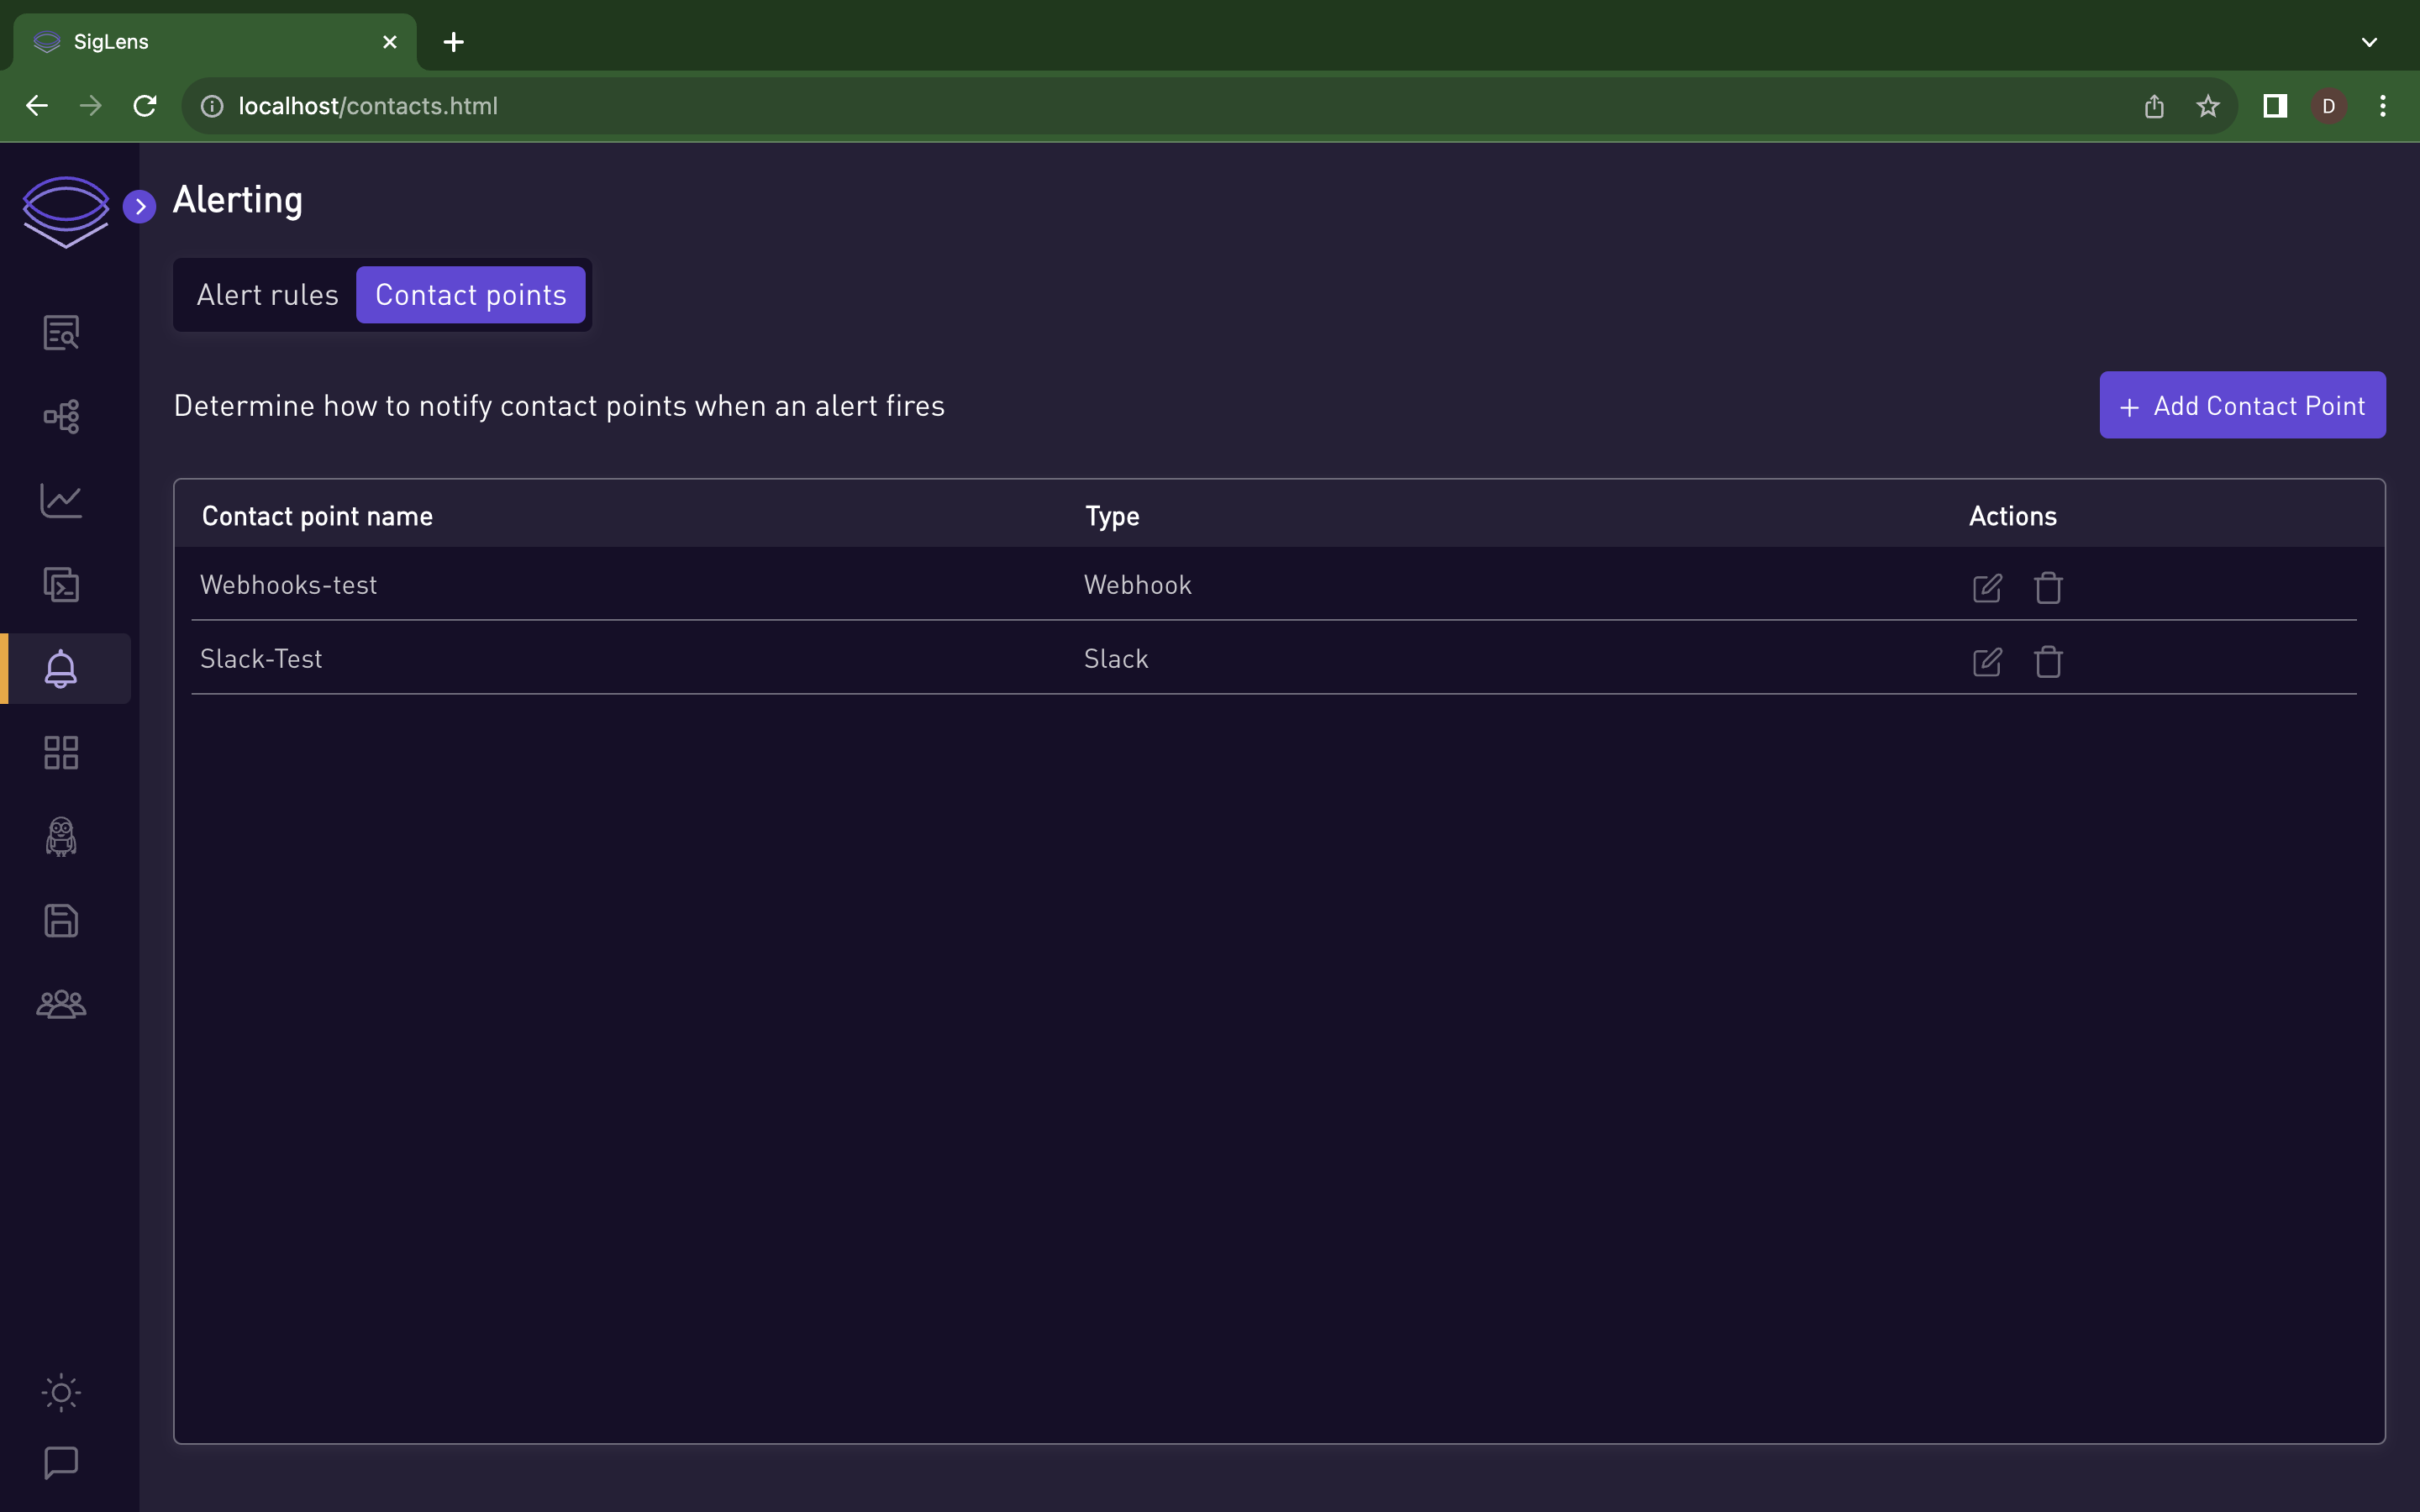 SigLens
localhost/contacts.html
D
Alerting
Alert rules
Contact points
Determine how to notify contact points when an alert fires
+ Add Contact Point
Contact point name Type Actions
Webhooks-test Webhook
Slack-Test Slack